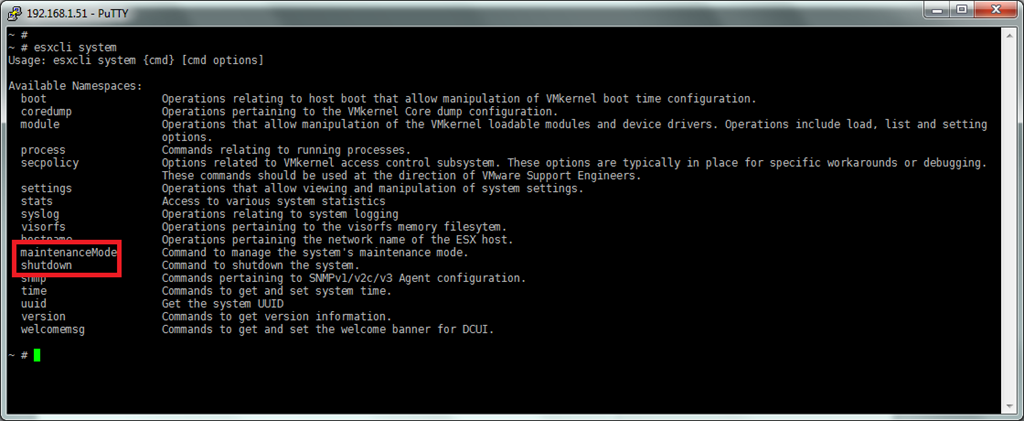 192.168.1.51 - PuTTY
~ #
~ # esxcli system
Usage: esxcli system {cmd} [cmd options]
Available Namespaces:
boot Operations relating to host boot that allow manipulation of VMkernel boot time configuration.
coredump Operations pertaining to the VMkernel Core dump configuration.
module Operations that allow manipulation of the VMkernel loadable modules and device drivers. Operations include load, list and setting
options.
process Commands relating to running processes.
secpolicy Options related to VMkernel access control subsystem. These options are typically in place for specific workarounds or debugging.
These commands should be used at the direction of VMware Support Engineers.
settings Operations that allow viewing and manipulation of system settings.
stats Access to various system statistics
syslog Operations relating to system logging
visorfs Operations pertaining to the visorfs memory filesytem.
hostname Operations pertaining the network name of the ESX host.
maintenanceMode Command to manage the system's maintenance mode.
shutdown Command to shutdown the system.
snmp Commands pertaining to SNMPv1/v2c/v3 Agent configuration.
time Commands to get and set system time.
uuid Get the system UUID
version Commands to get version information.
welcomemsg Commands to get and set the welcome banner for DCUI.
~ #